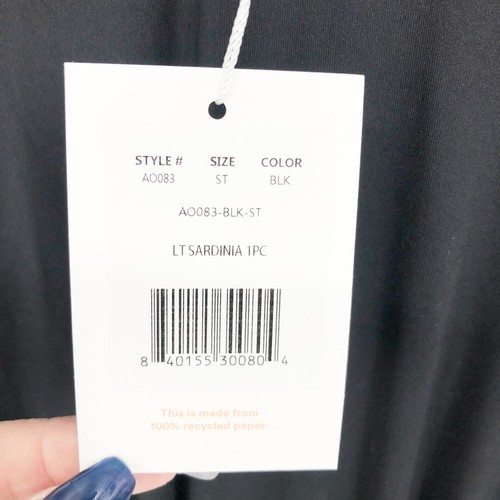 STYLE # SIZE COLOR
AO083 ST BLK
AO083-BLK-ST
LT SARDINIA 1PC
8 40155 30080 4
This is made from
100% recycled paper.